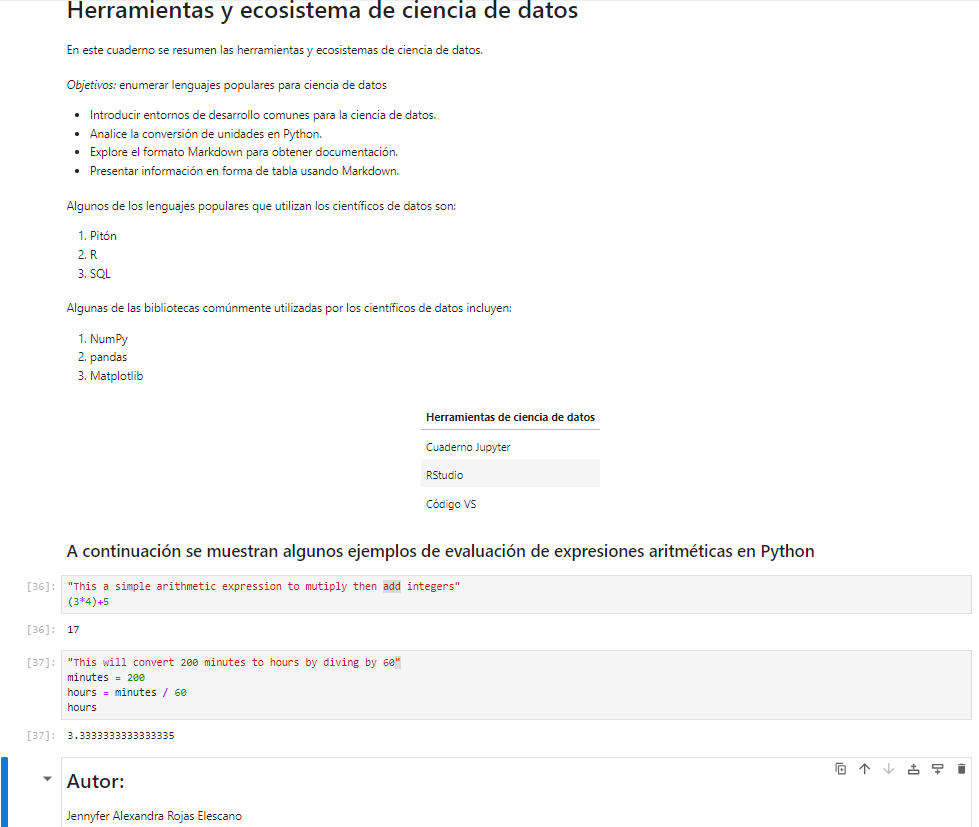 Herramientas y ecosistema de ciencia de datos
En este cuaderno se resumen las herramientas y ecosistemas de ciencia de datos.
Objetivos: enumerar lenguajes populares para ciencia de datos
• Introducir entornos de desarrollo comunes para la ciencia de datos.
• Analice la conversión de unidades en Python.
• Explore el formato Markdown para obtener documentación.
• Presentar información en forma de tabla usando Markdown.
Algunos de los lenguajes populares que utilizan los científicos de datos son:
1. Pitón
2. R
3. SQL
Algunas de las bibliotecas comúnmente utilizadas por los científicos de datos incluyen:
1. NumPy
2. pandas
3. Matplotlib
Herramientas de ciencia de datos
Cuaderno Jupyter
RStudio
Código VS
A continuación se muestran algunos ejemplos de evaluación de expresiones aritméticas en Python
[36]: "This a simple arithmetic expression to mutiply then add integers"
(3*4)+5
[36]: 17
[37]: "This will convert 200 minutes to hours by diving by 60"
minutes = 200
hours = minutes / 60
hours
[37]: 3.3333333333333335
Autor:
Jennyfer Alexandra Rojas Elescano